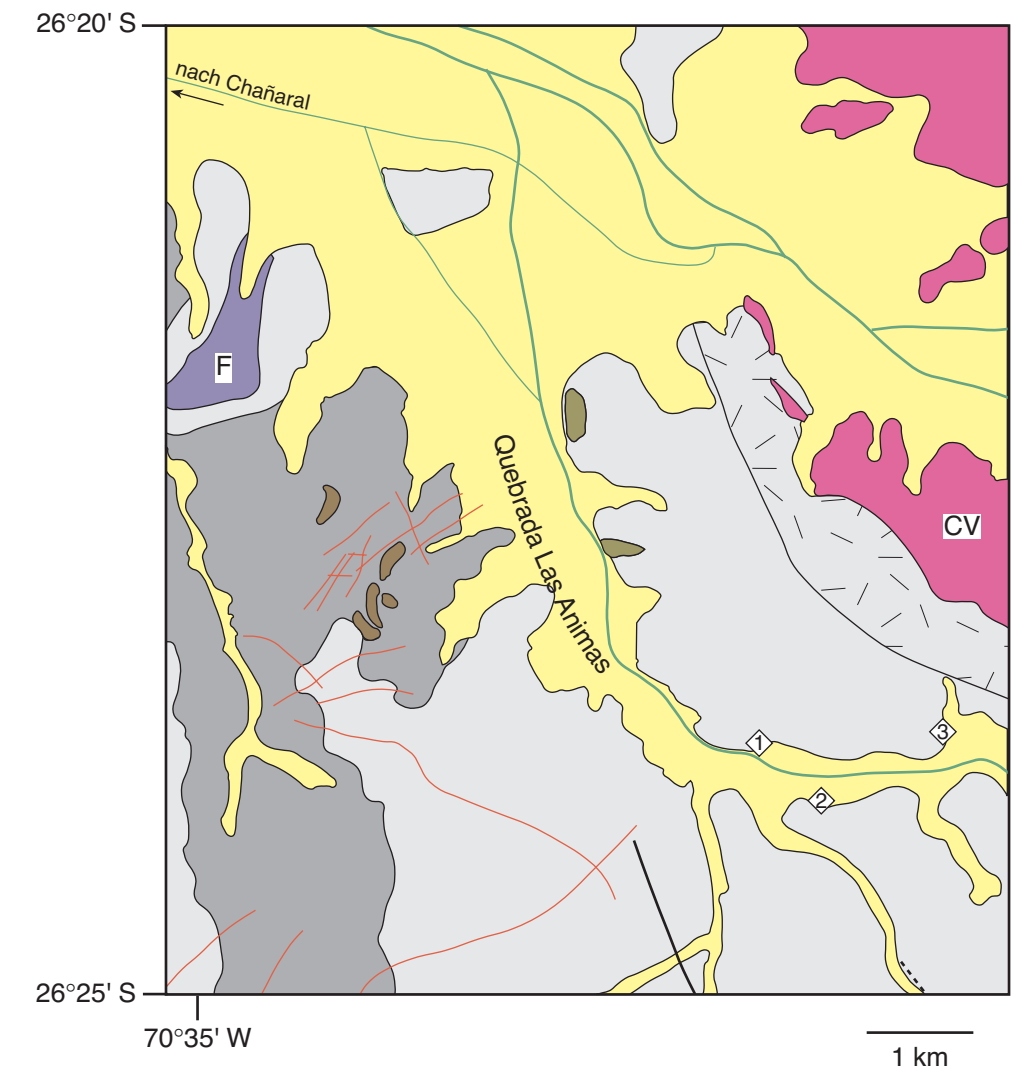 26°20' S
nach Chañaral
F
Quebrada Las Animas
CV
1
3
2
26°25' S
70°35' W
1 km